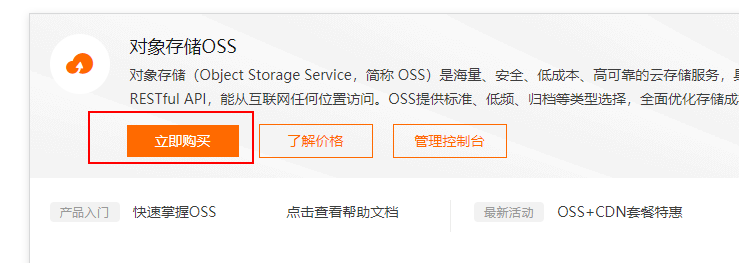 对象存储OSS
对象存储（Object Storage Service，简称 OSS）是海量、安全、低成本、高可靠的云存储服务，
RESTful API，能从互联网任何位置访问。OSS提供标准、低频、归档等类型选择，全面优化存储成
立即购买 了解价格 管理控制台
产品入门 快速掌握OSS 点击查看帮助文档 最新活动 OSS+CDN套餐特惠